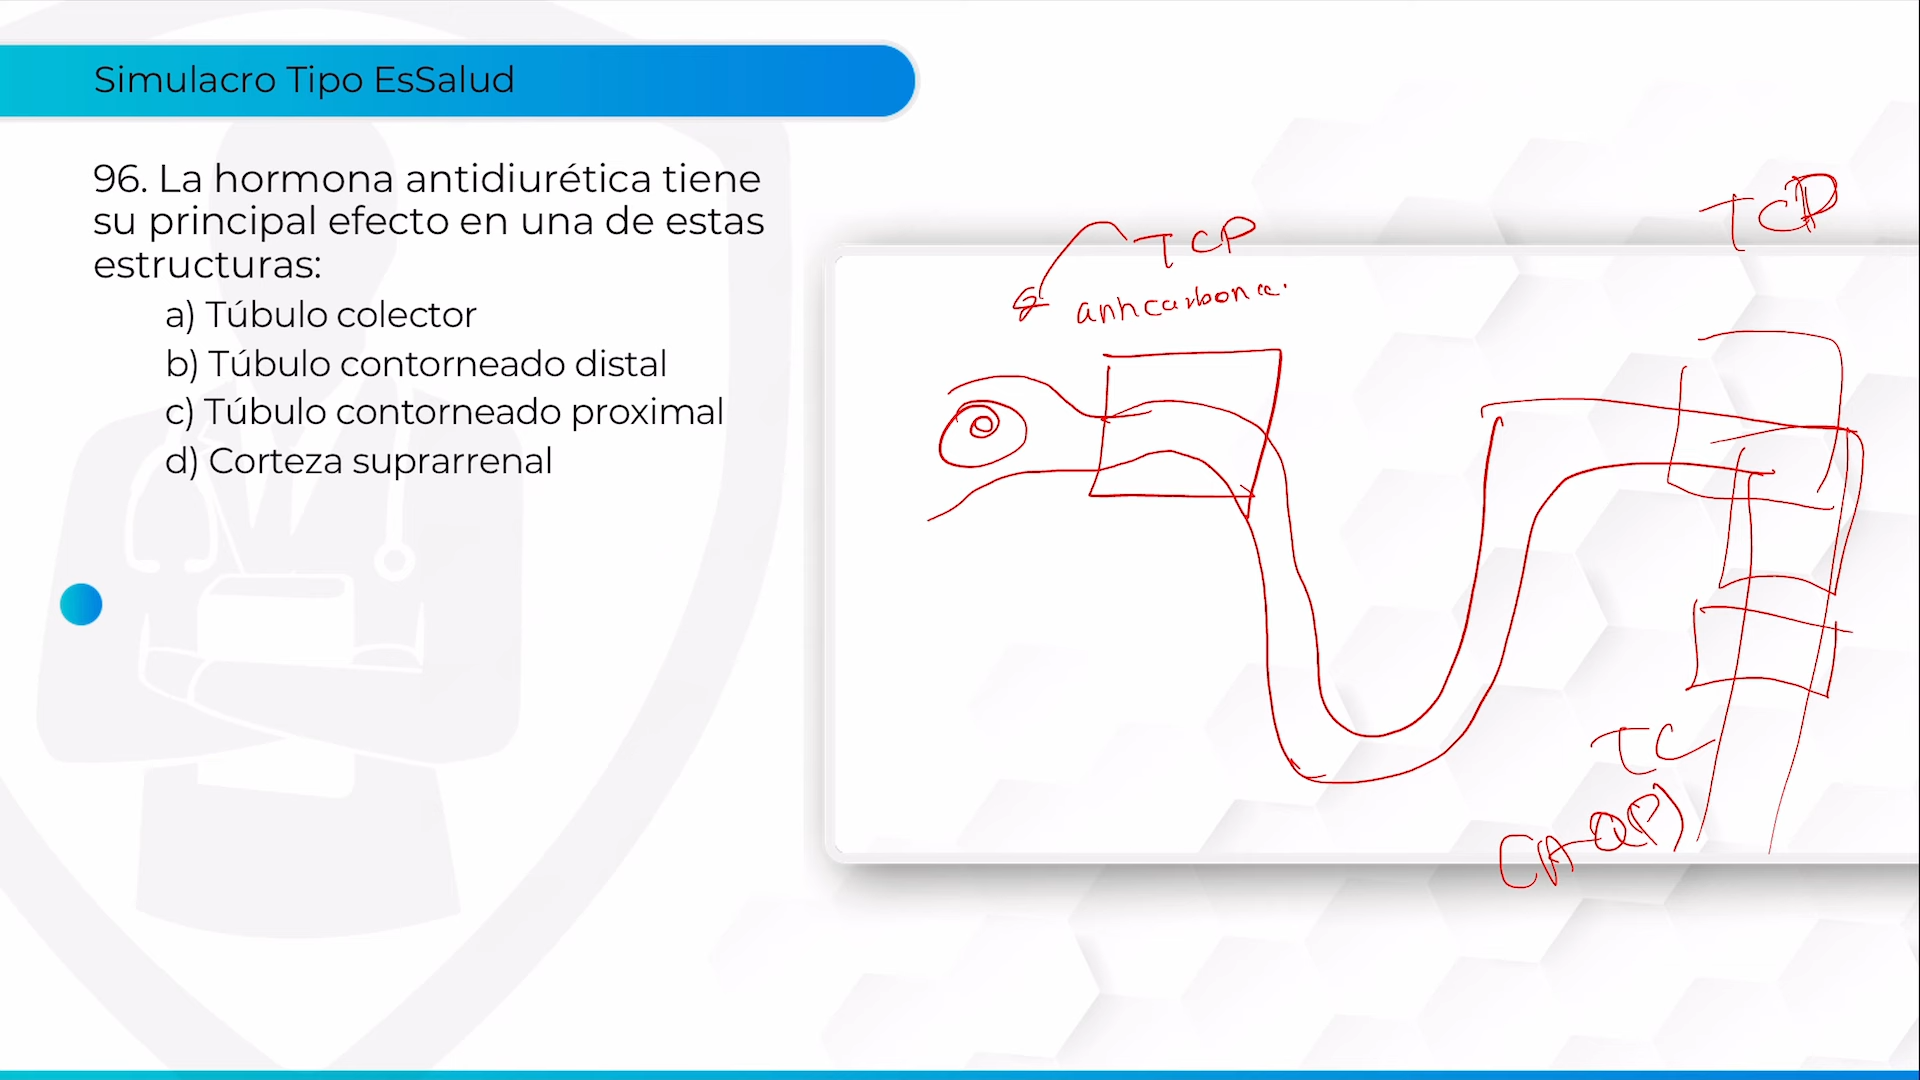 Simulacro Tipo EsSalud
96. La hormona antidiurética tiene
su principal efecto en una de estas
estructuras:
a) Túbulo colector
b) Túbulo contorneado distal
c) Túbulo contorneado proximal
d) Corteza suprarrenal
TCP
TCP
TC